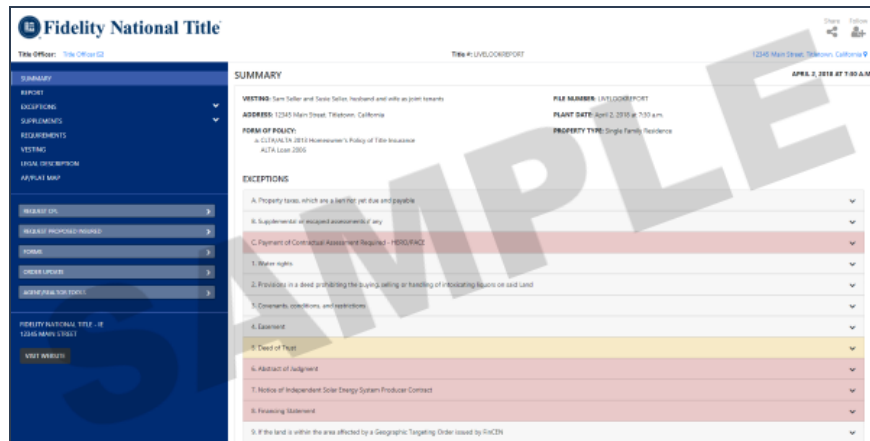 Fidelity National Title
Share Follow
Title Officer: Title Officer
Title #: LIVELOOKREPORT
12345 Main Street, Titletown, California
SUMMARY
REPORT
EXCEPTIONS
SUPPLEMENTS
REQUIREMENTS
VESTING
LEGAL DESCRIPTION
AP/PLAT MAP
REQUEST CPL
REQUEST PROPOSED INSURED
FORMS
ORDER UPDATE
AGENT/REALTOR TOOLS
FIDELITY NATIONAL TITLE - IE
12345 MAIN STREET
VISIT WEBSITE
SUMMARY
APRIL 2, 2018 AT 7:30 A.M
VESTING: Sam Seller and Susie Seller, husband and wife as joint tenants
ADDRESS: 12345 Main Street, Titletown, California
FORM OF POLICY:
a. CLTA/ALTA 2013 Homeowner's Policy of Title Insurance
ALTA Loan 2006
FILE NUMBER: LIVELOOKREPORT
PLANT DATE: April 2, 2018 at 7:30 a.m.
PROPERTY TYPE: Single Family Residence
EXCEPTIONS
A. Property taxes, which are a lien not yet due and payable
B. Supplemental or escaped assessments if any
C. Payment of Contractual Assessment Required - HERO/PACE
1. Water rights
2. Provisions in a deed prohibiting the buying, selling or handling of intoxicating liquors on said Land
3. Covenants, conditions, and restrictions
4. Easement
5. Deed of Trust
6. Abstract of Judgment
7. Notice of Independent Solar Energy System Producer Contract
8. Financing Statement
9. If the land is within the area affected by a Geographic Targeting Order issued by FinCEN
SAMPLE